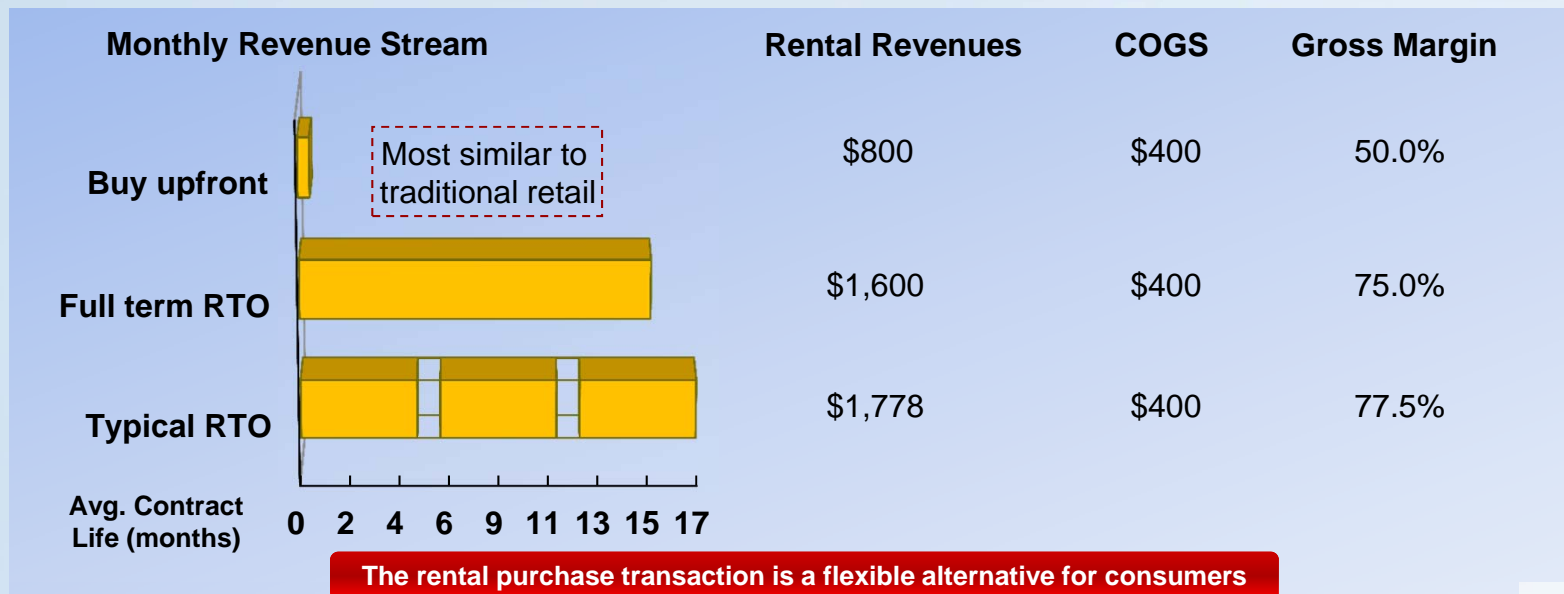 Monthly Revenue Stream Rental Revenues COGS Gross Margin
Buy upfront
Most similar to
traditional retail
$800 $400 50.0%
Full term RTO $1,600 $400 75.0%
Typical RTO $1,778 $400 77.5%
Avg. Contract
Life (months)
0 2 4 6 9 11 13 15 17
The rental purchase transaction is a flexible alternative for consumers